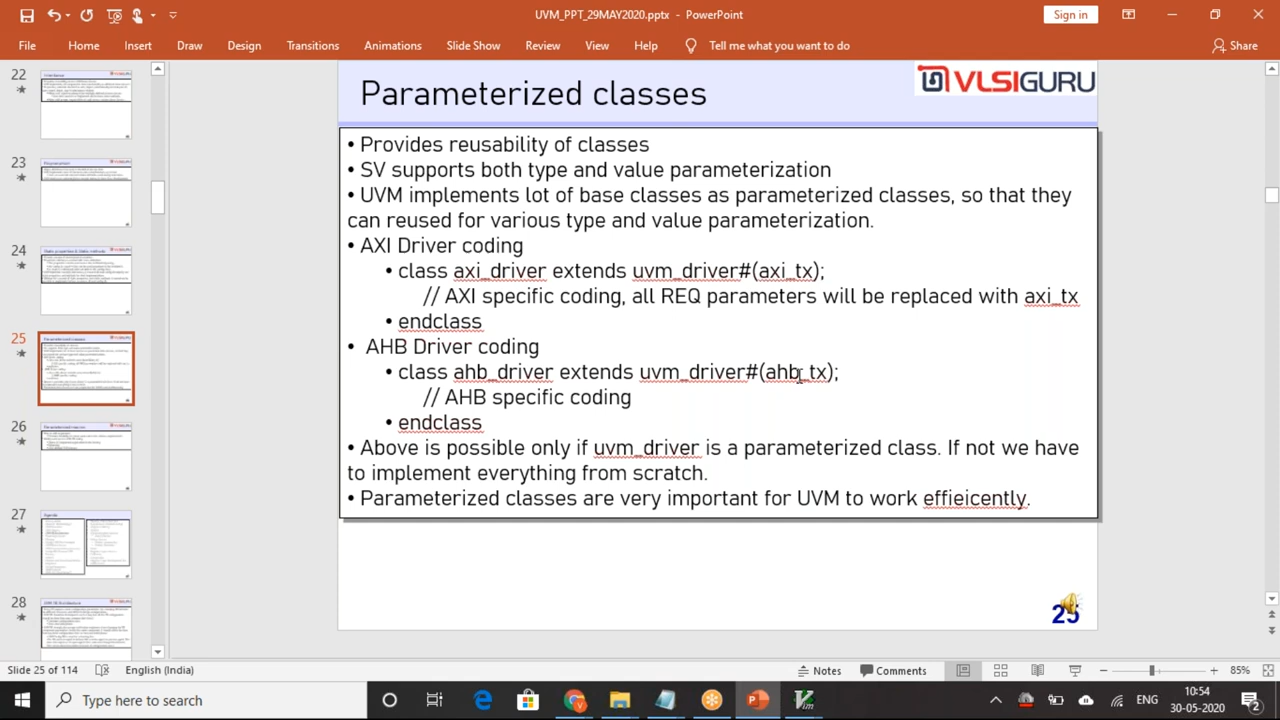 UVM_PPT_29MAY2020.pptx - PowerPoint
Sign in
File Home Insert Draw Design Transitions Animations Slide Show Review View Help Tell me what you want to do Share
22
23
24
25
26
27
28
Parameterized classes
VLSIGURU
• Provides reusability of classes
• SV supports both type and value parameterization
• UVM implements lot of base classes as parameterized classes, so that they
can reused for various type and value parameterization.
• AXI Driver coding
• class axi_driver extends uvm_driver#(axi_tx);
// AXI specific coding, all REQ parameters will be replaced with axi_tx
• endclass
• AHB Driver coding
• class ahb_driver extends uvm_driver#(ahb_tx);
// AHB specific coding
• endclass
• Above is possible only if uvm_driver is a parameterized class. If not we have
to implement everything from scratch.
• Parameterized classes are very important for UVM to work effieicently.
25
Slide 25 of 114 English (India) Notes Comments 85%
Type here to search
ENG
10:54
30-05-2020
2